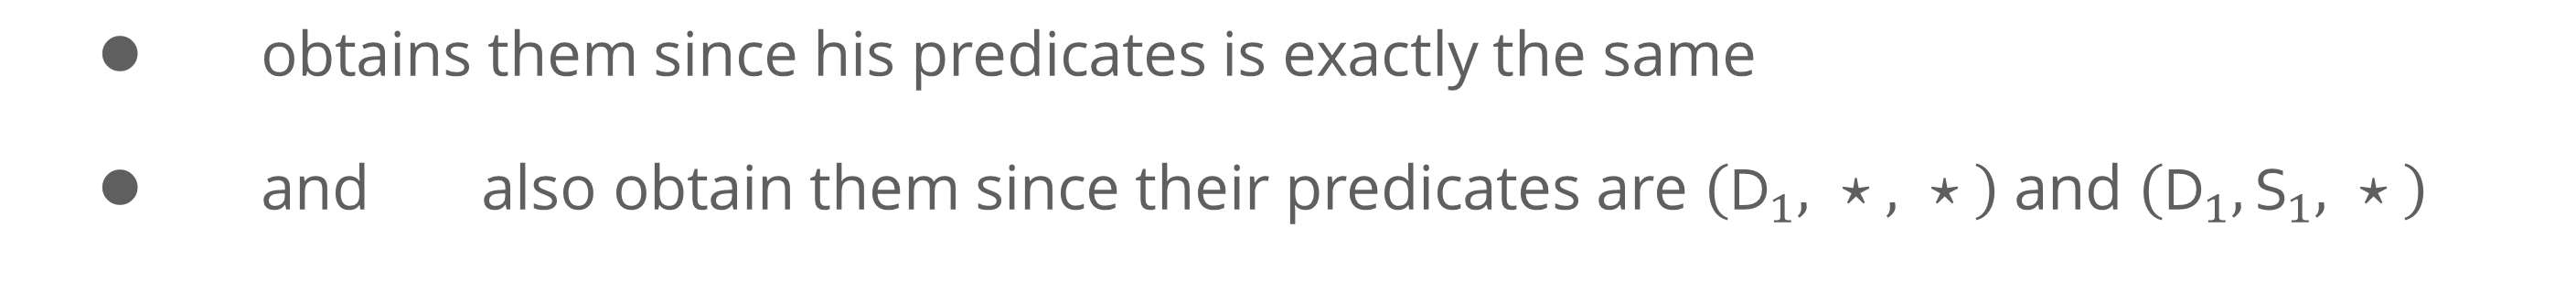 ● obtains them since his predicates is exactly the same
● and also obtain them since their predicates are (D₁, ⋆, ⋆) and (D₁, S₁, ⋆)